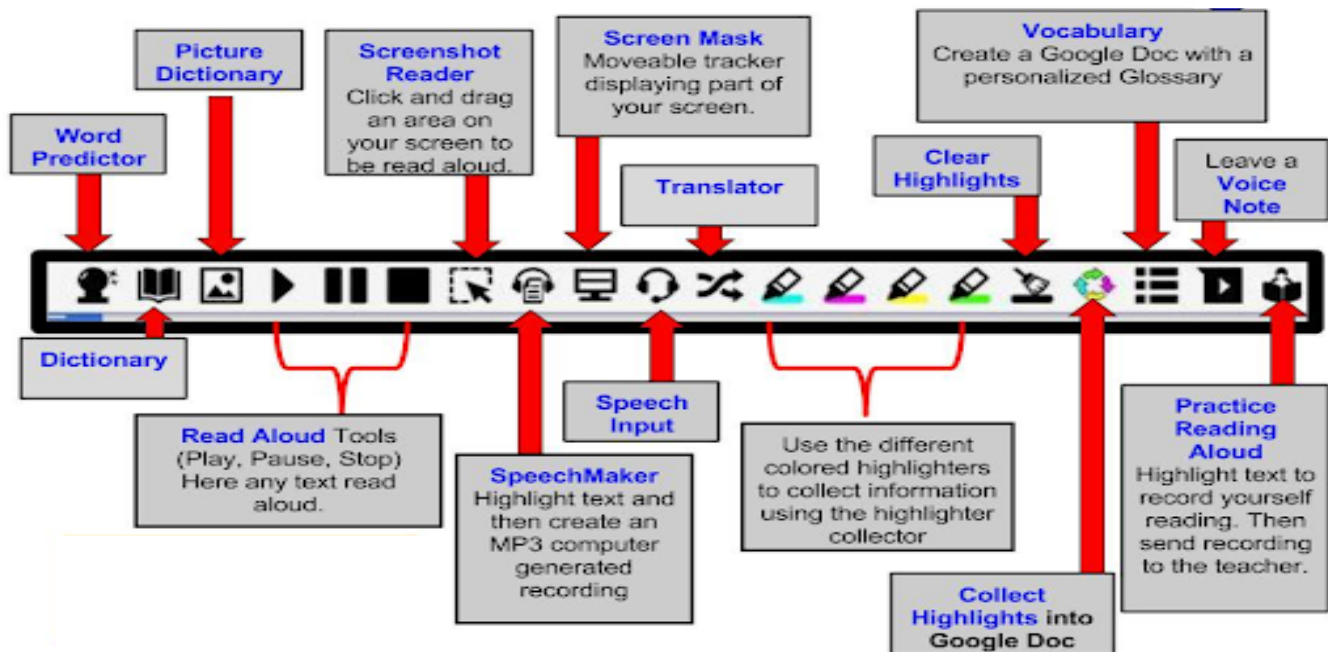 Picture
Dictionary
Screenshot
Reader
Click and drag
an area on
your screen to
be read aloud.
Screen Mask
Moveable tracker
displaying part of
your screen.
Vocabulary
Create a Google Doc with a
personalized Glossary
Word
Predictor
Translator
Clear
Highlights
Leave a
Voice
Note
Dictionary
Read Aloud Tools
(Play, Pause, Stop)
Here any text read
aloud.
SpeechMaker
Highlight text and
then create an
MP3 computer
generated
recording
Speech
Input
Use the different
colored highlighters
to collect information
using the highlighter
collector
Collect
Highlights into
Google Doc
Practice
Reading
Aloud
Highlight text to
record yourself
reading. Then
send recording
to the teacher.